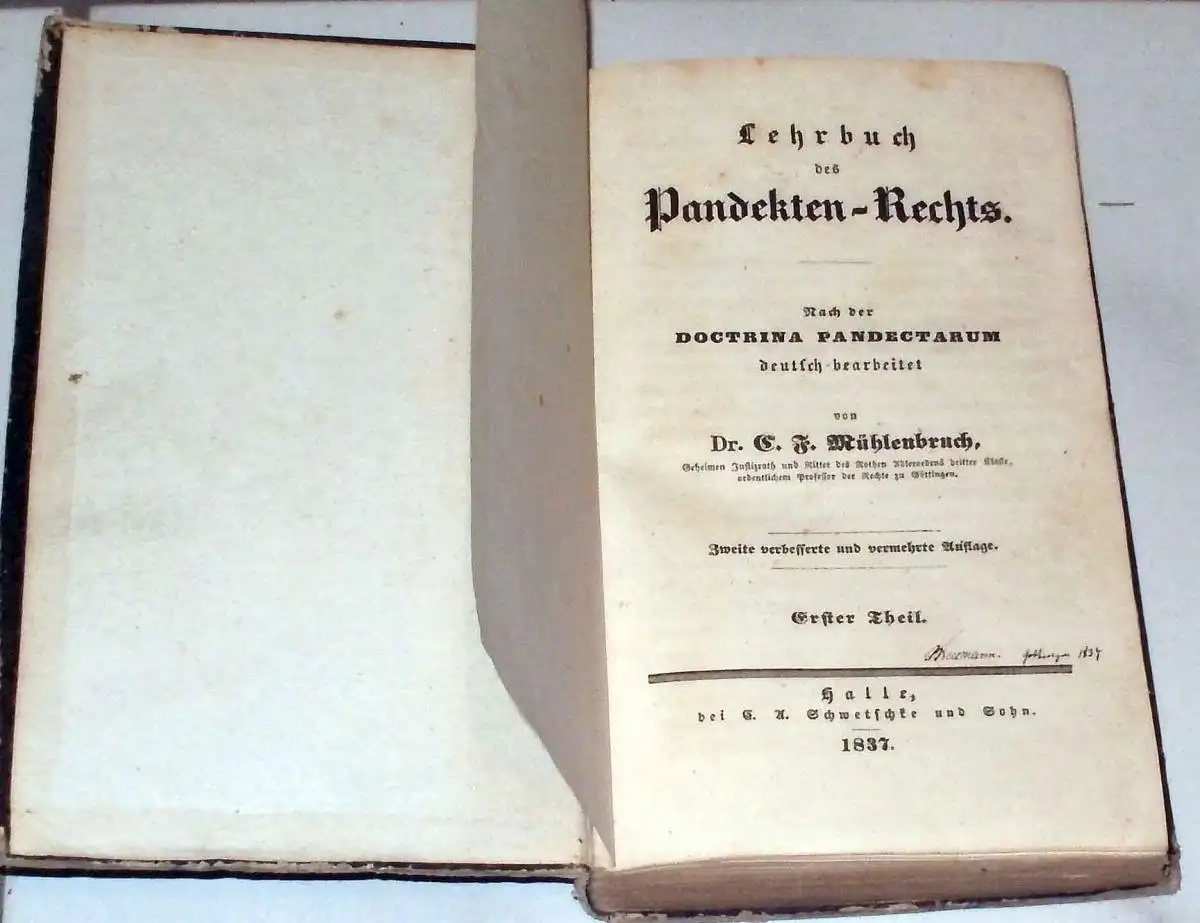 Lehrbuch
des
Pandekten-Rechts.
Nach der
DOCTRINA PANDECTARUM
deutsch bearbeitet
von
Dr. C. F. Mühlenbruch,
Geheimen Justizrath und Ritter des Rothen Adlerordens dritter Klasse,
ordentlichem Professor der Rechte zu Göttingen.
Zweite verbesserte und vermehrte Auflage.
Erster Theil.
1837
Halle,
bei C. A. Schwetschke und Sohn.
1837.